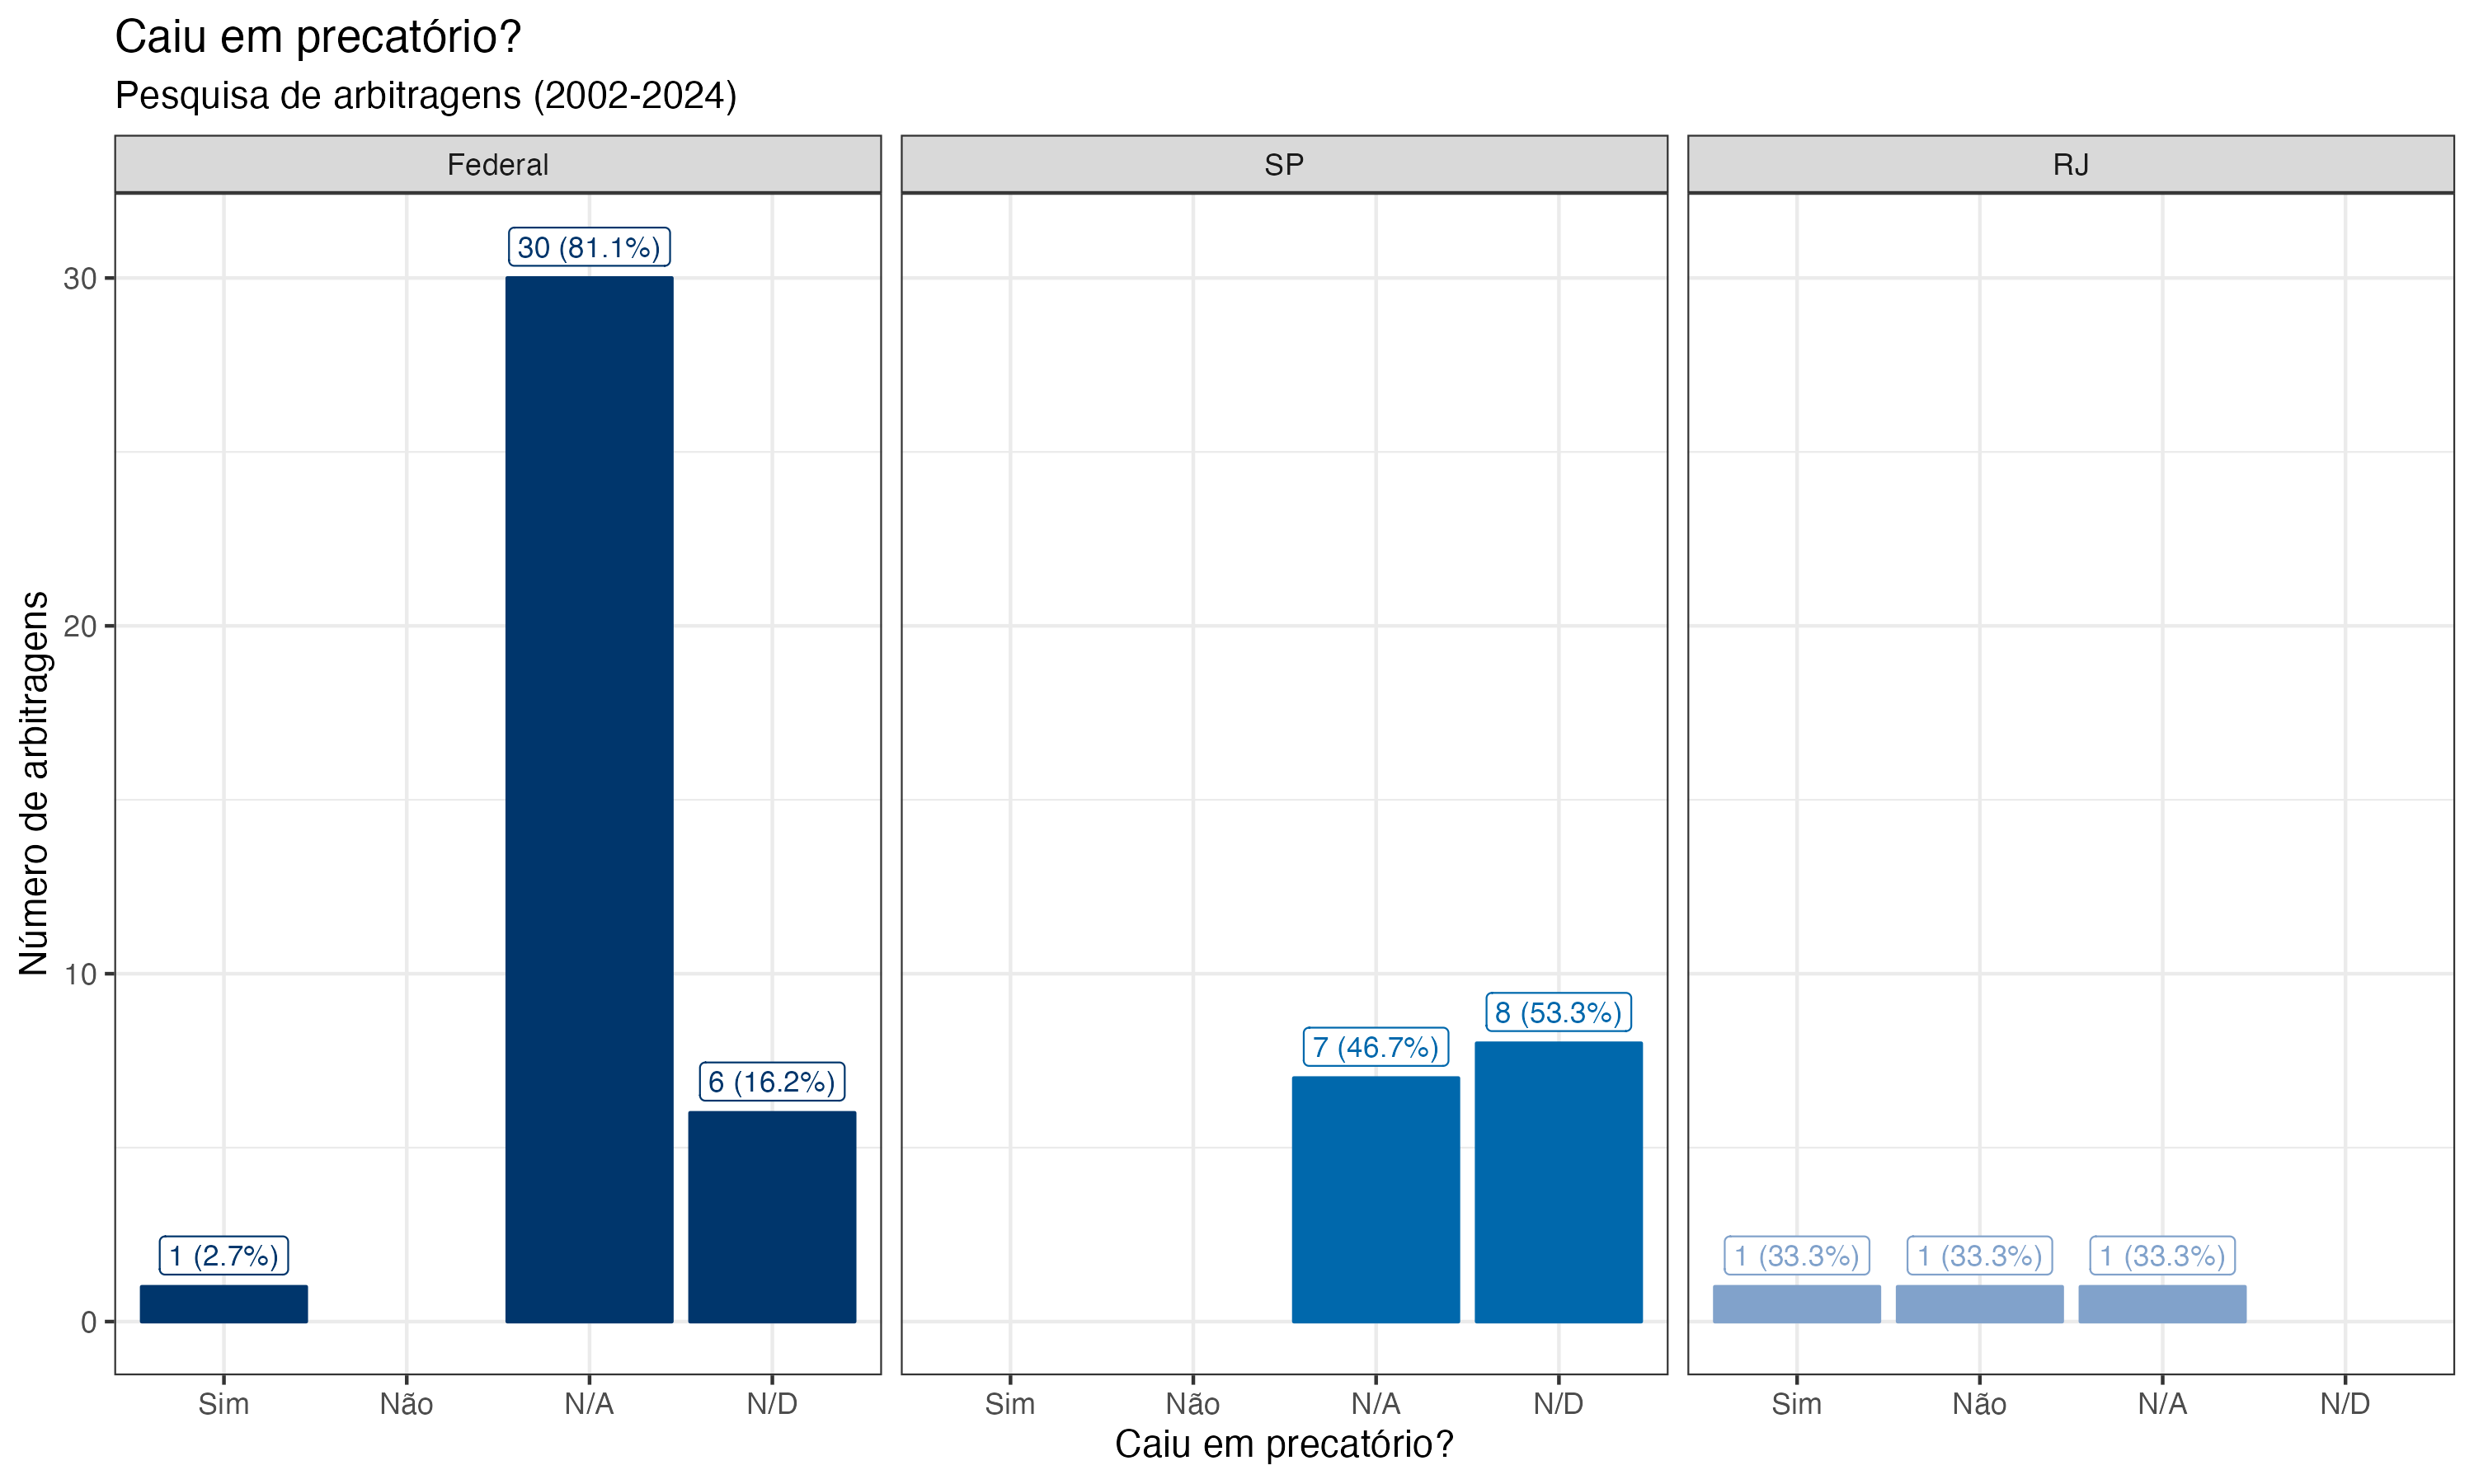 Caiu em precatório?
Pesquisa de arbitragens (2002-2024)
Federal
SP
RJ
Número de arbitragens
30
20
10
0
1 (2.7%)
30 (81.1%)
6 (16.2%)
7 (46.7%)
8 (53.3%)
1 (33.3%)
1 (33.3%)
1 (33.3%)
Sim Não N/A N/D
Sim Não N/A N/D
Sim Não N/A N/D
Caiu em precatório?